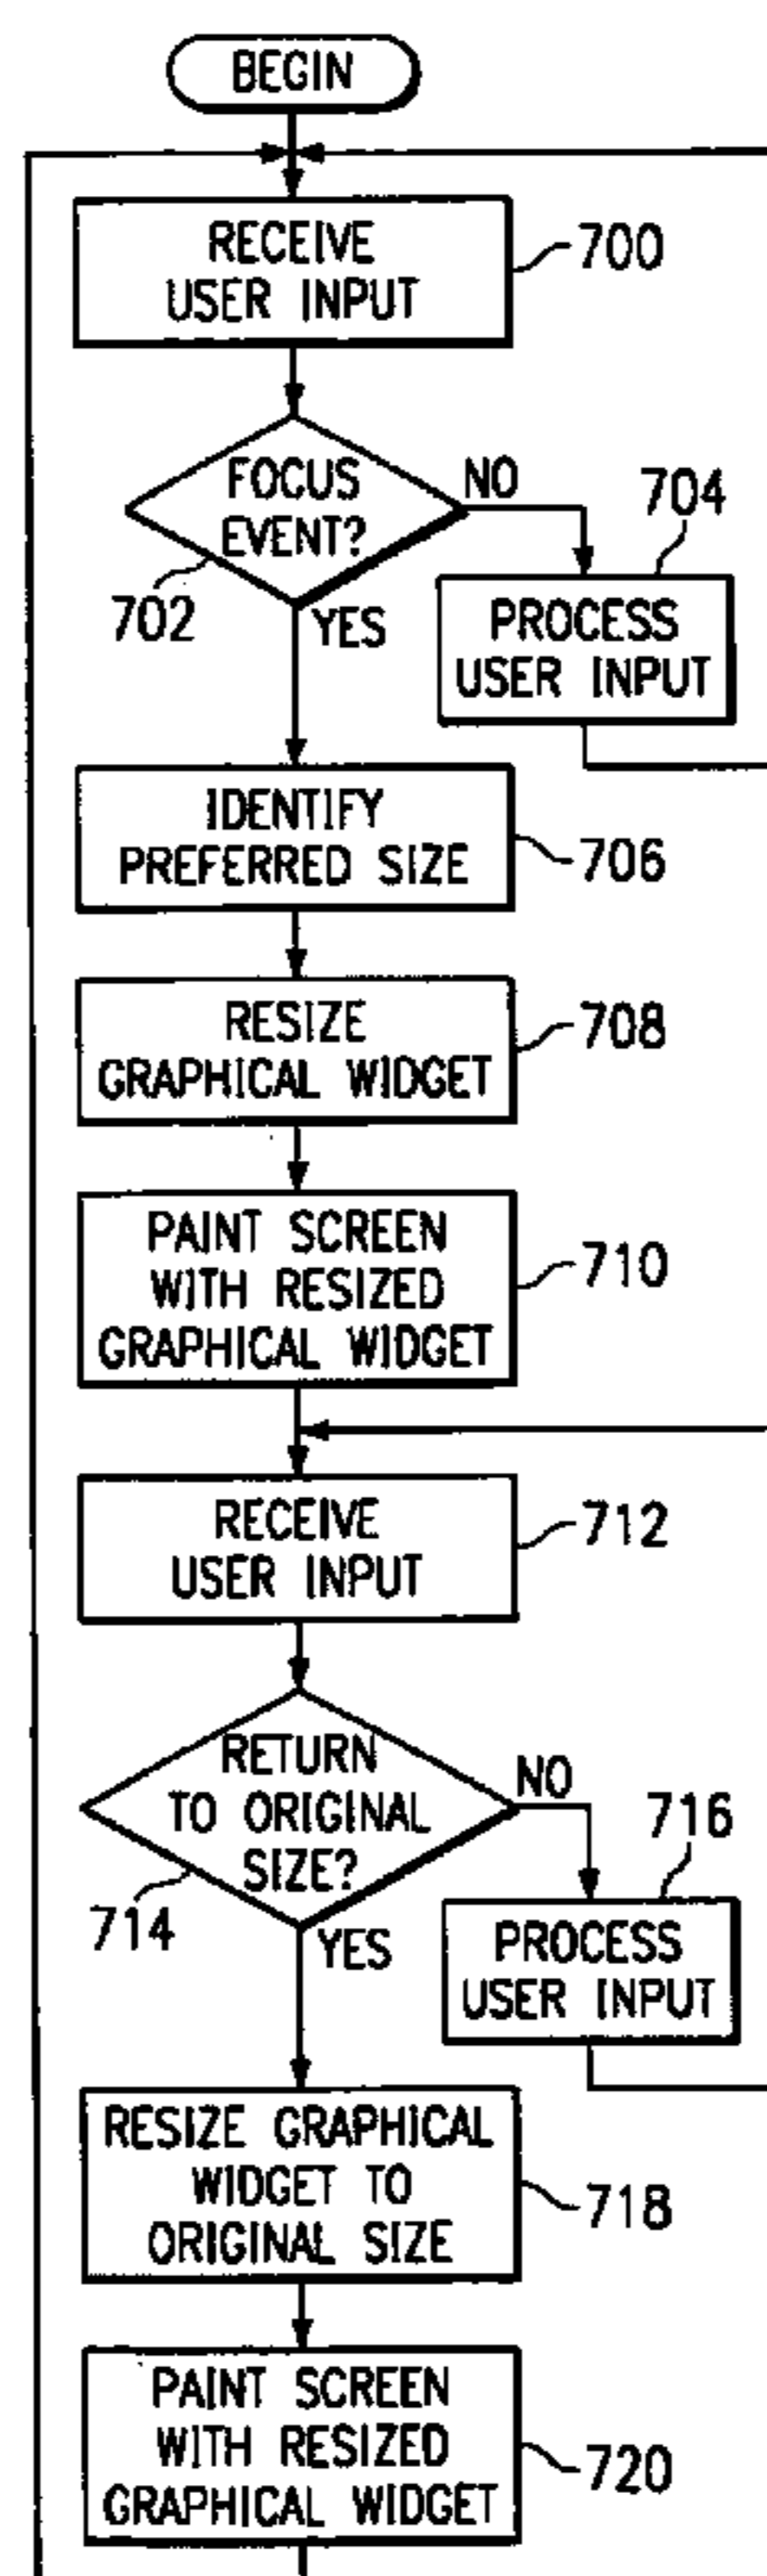 BEGIN
RECEIVE
USER INPUT
700
FOCUS
EVENT?
NO
702
YES
704
PROCESS
USER INPUT
IDENTIFY
PREFERRED SIZE
706
RESIZE
GRAPHICAL WIDGET
708
PAINT SCREEN
WITH RESIZED
GRAPHICAL WIDGET
710
RECEIVE
USER INPUT
712
RETURN
TO ORIGINAL
SIZE?
NO
714
YES
716
PROCESS
USER INPUT
RESIZE GRAPHICAL
WIDGET TO
ORIGINAL SIZE
718
PAINT SCREEN
WITH RESIZED
GRAPHICAL WIDGET
720